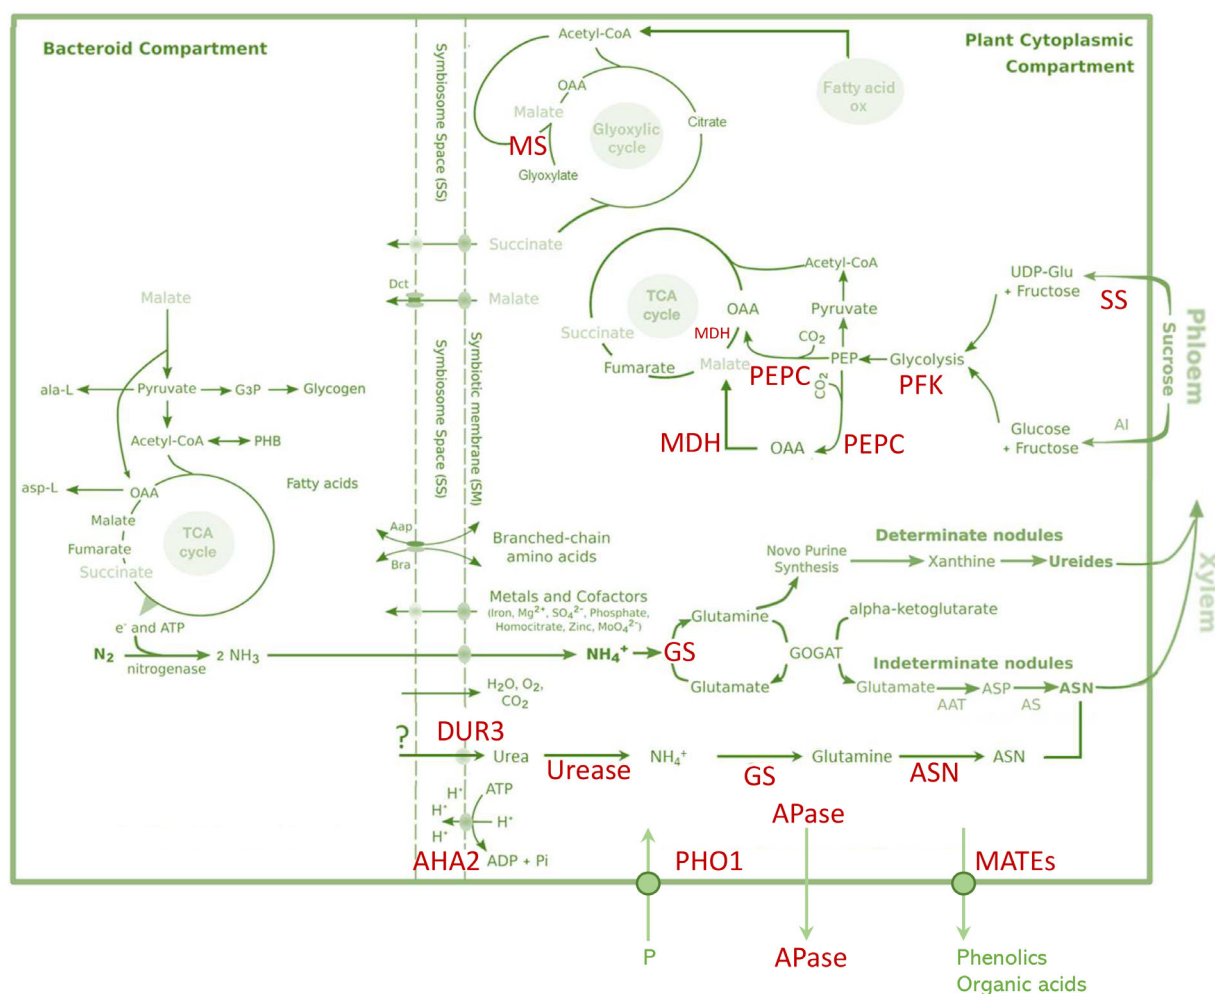 Bacteroid Compartment
Symbiosome Space (SS)
Acetyl-CoA
Plant Cytoplasmic
Compartment
Fatty acid
ox
OAA
Malate
MS
Glyoxylic
cycle
Citrate
Glyoxylate
Succinate
Dct
Malate
Acetyl-CoA
TCA
cycle
OAA
MDH
Pyruvate
Succinate
Fumarate
Malate
CO2
PEP
PEPC
CO2
Glycolysis
PFK
UDP-Glu
+ Fructose
SS
Sucrose
Phloem
Glucose
+ Fructose
AI
MDH
OAA
PEPC
Malate
ala-L
Pyruvate
G3P
Glycogen
Acetyl-CoA
PHB
asp-L
OAA
Fatty acids
Malate
Fumarate
Succinate
TCA
cycle
e- and ATP
N2
nitrogenase
2 NH3
Symbiosome Space (SS)
Symbiotic membrane (SM)
Aap
Bra
Branched-chain
amino acids
Metals and Cofactors
(Iron, Mg2+, SO42-, Phosphate,
Homocitrate, Zinc, MoO42-)
NH4+
GS
Glutamine
Glutamate
GOGAT
Novo Purine
Synthesis
Determinate nodules
Xanthine
Ureides
Xylem
alpha-ketoglutarate
Indeterminate nodules
Glutamate
AAT
ASP
AS
ASN
H2O, O2,
CO2
?
DUR3
Urea
Urease
NH4+
GS
Glutamine
ASN
ASN
H+
H+
H+
ATP
H+
ADP + Pi
AHA2
APase
PHO1
MATEs
P
APase
Phenolics
Organic acids